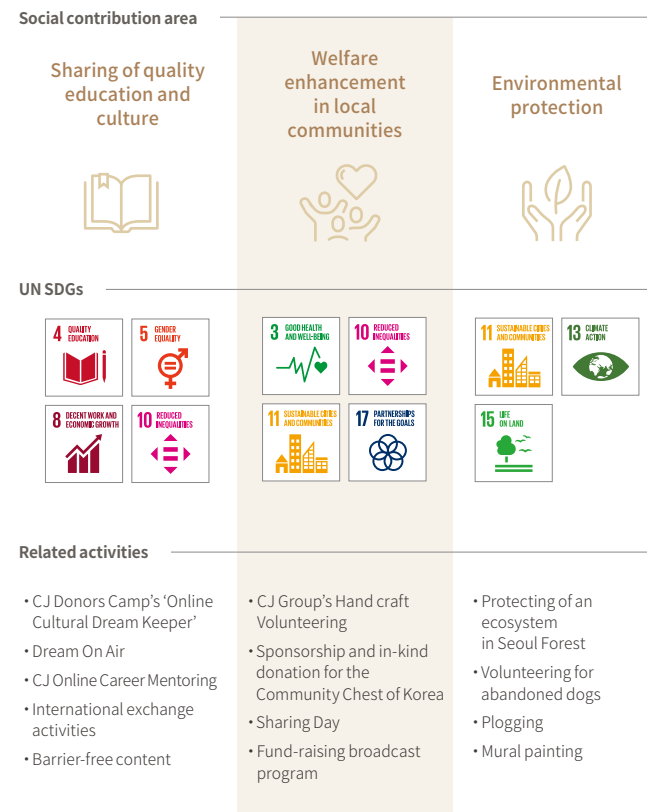 Social contribution area
Sharing of quality
education and
culture
Welfare
enhancement
in local
communities
Environmental
protection
UN SDGs
4 QUALITY
EDUCATION
5 GENDER
EQUALITY
8 DECENT WORK AND
ECONOMIC GROWTH
10 REDUCED
INEQUALITIES
3 GOOD HEALTH
AND WELL-BEING
10 REDUCED
INEQUALITIES
11 SUSTAINABLE CITIES
AND COMMUNITIES
17 PARTNERSHIPS
FOR THE GOALS
11 SUSTAINABLE CITIES
AND COMMUNITIES
13 CLIMATE
ACTION
15 LIFE
ON LAND
Related activities
• CJ Donors Camp's 'Online
Cultural Dream Keeper'
• Dream On Air
• CJ Online Career Mentoring
• International exchange
activities
• Barrier-free content
• CJ Group's Hand craft
Volunteering
• Sponsorship and in-kind
donation for the
Community Chest of Korea
• Sharing Day
• Fund-raising broadcast
program
• Protecting of an
ecosystem
in Seoul Forest
• Volunteering for
abandoned dogs
• Plogging
• Mural painting